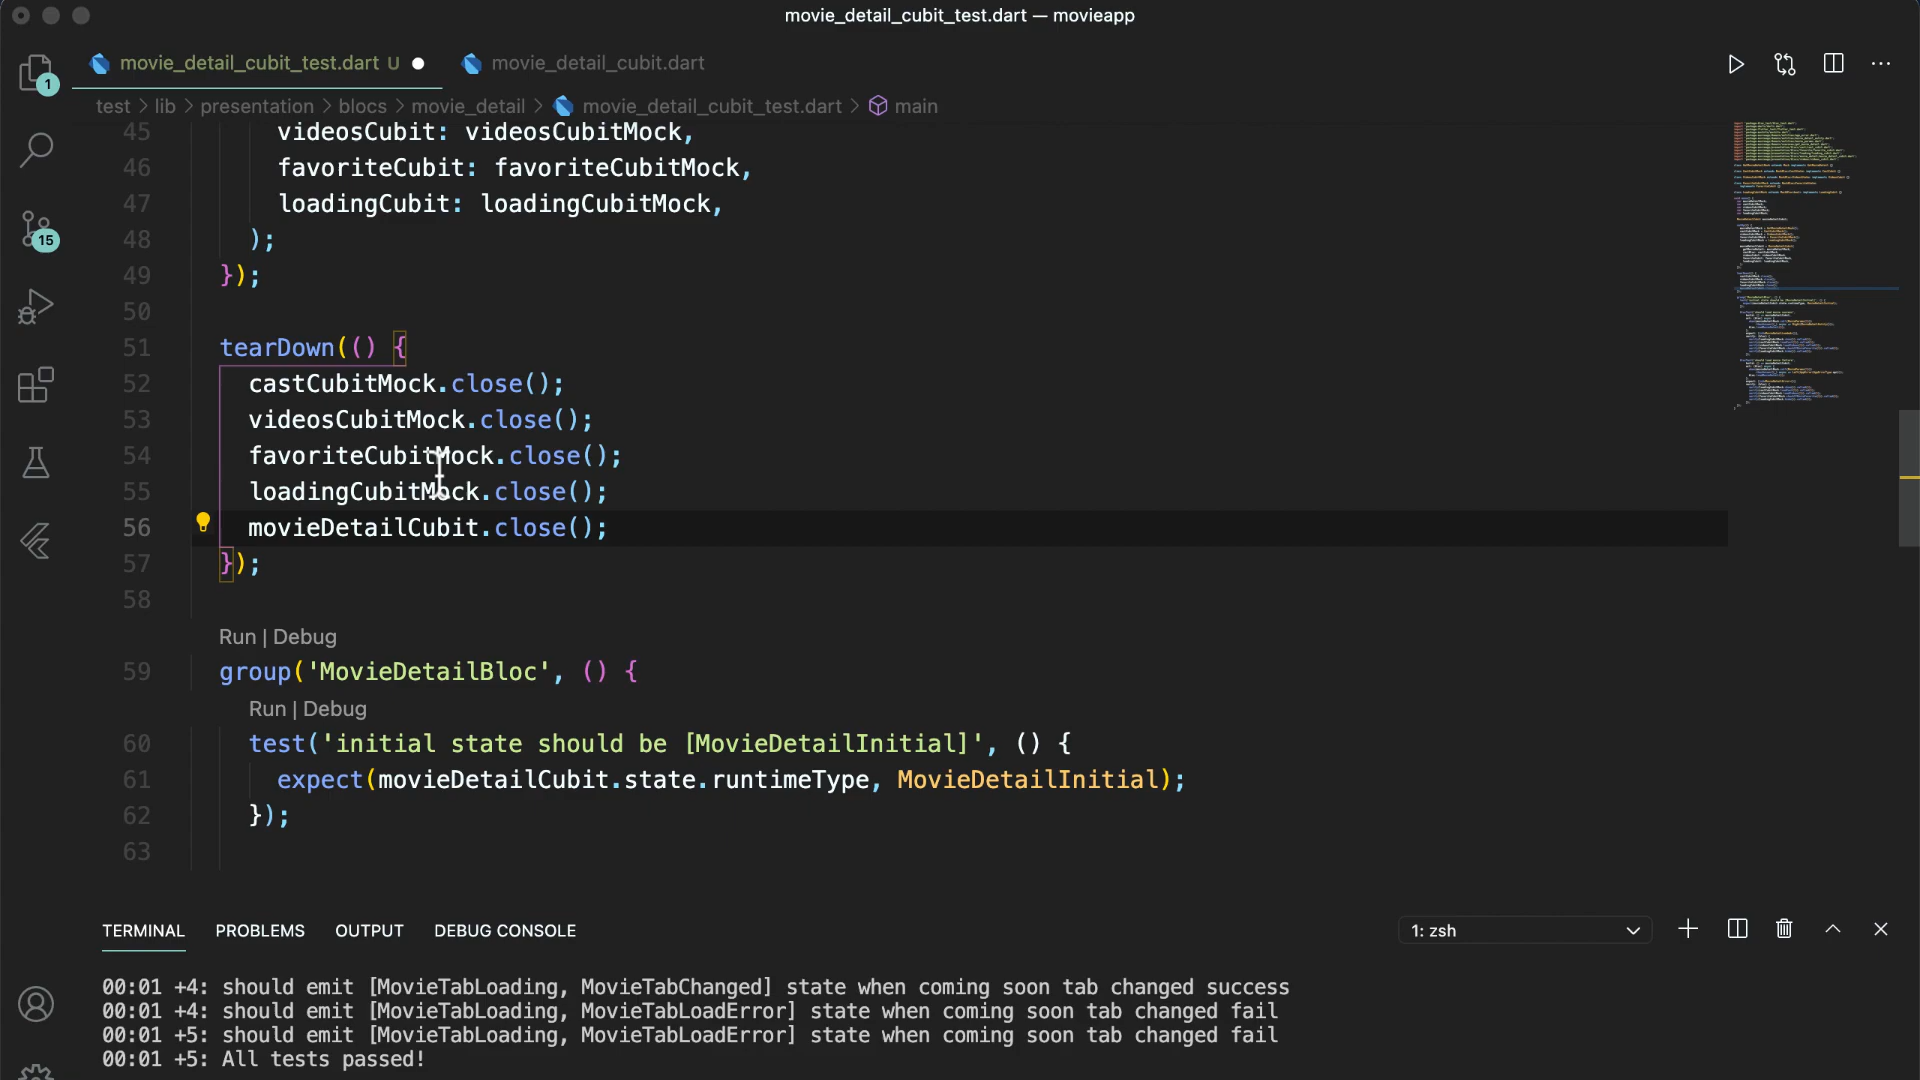 movie_detail_cubit_test.dart — movieapp
movie_detail_cubit_test.dart U
movie_detail_cubit.dart
1
test > lib > presentation > blocs > movie_detail > movie_detail_cubit_test.dart > main
45 videosCubit: videosCubitMock,
46 favoriteCubit: favoriteCubitMock,
47 loadingCubit: loadingCubitMock,
48 );
49 });
50
51 tearDown(() {
52 castCubitMock.close();
53 videosCubitMock.close();
54 favoriteCubitMock.close();
55 loadingCubitMock.close();
56 movieDetailCubit.close();
57 });
58
Run | Debug
59 group('MovieDetailBloc', () {
Run | Debug
60 test('initial state should be [MovieDetailInitial]', () {
61 expect(movieDetailCubit.state.runtimeType, MovieDetailInitial);
62 });
63
15
TERMINAL PROBLEMS OUTPUT DEBUG CONSOLE
1: zsh
00:01 +4: should emit [MovieTabLoading, MovieTabChanged] state when coming soon tab changed success
00:01 +4: should emit [MovieTabLoading, MovieTabLoadError] state when coming soon tab changed fail
00:01 +5: should emit [MovieTabLoading, MovieTabLoadError] state when coming soon tab changed fail
00:01 +5: All tests passed!